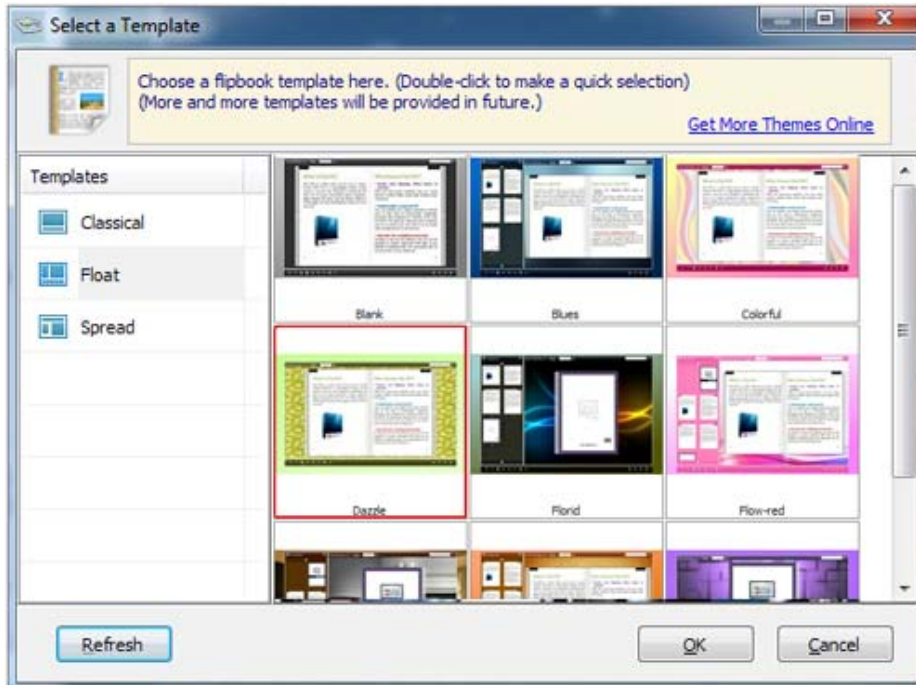 Select a Template
Choose a flipbook template here. (Double-click to make a quick selection)
(More and more templates will be provided in future.)
Get More Themes Online
Templates
Classical
Float
Spread
Blank
Blues
Colorful
Dazzle
Florid
Flow-red
Refresh
OK
Cancel